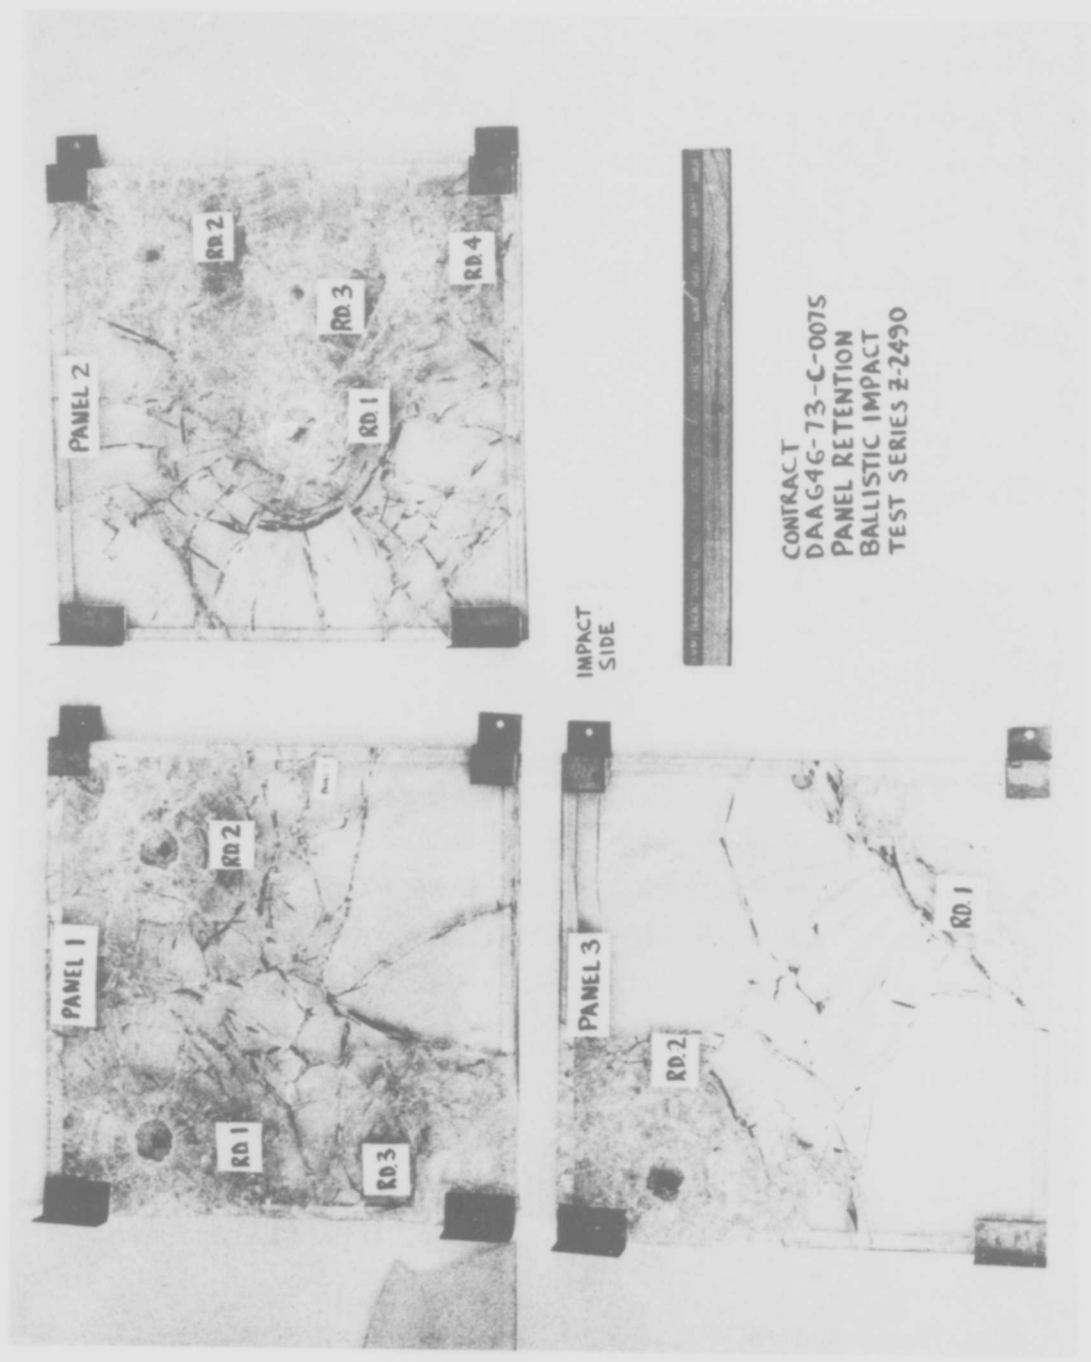 PANEL 1
RD. 1
RD. 2
RD. 3
PANEL 2
RD. 2
RD. 3
RD. 4
RD. 1
PANEL 3
RD. 2
RD. 1
IMPACT
SIDE
CONTRACT
DAAG46-73-C-0075
PANEL RETENTION
BALLISTIC IMPACT
TEST SERIES Z-2490